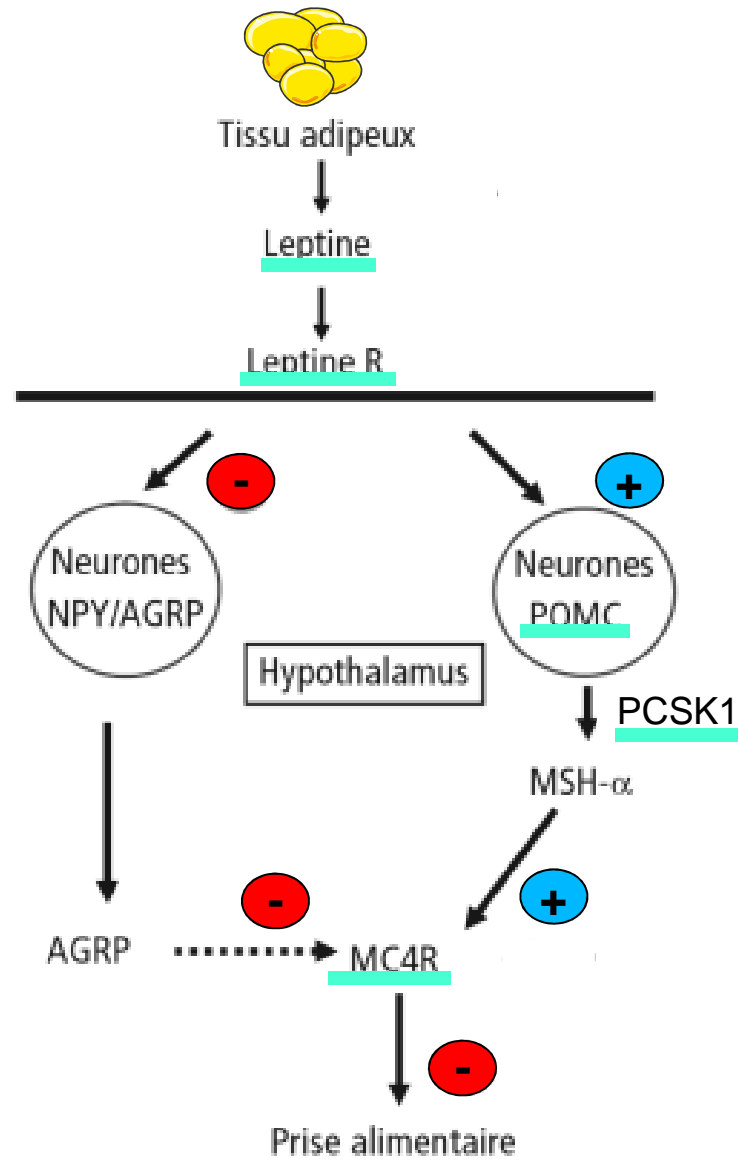 Tissu adipeux
Leptine
Leptine R
-
+
Neurones
NPY/AGRP
Neurones
POMC
Hypothalamus
PCSK1
MSH-α
-
+
AGRP
MC4R
-
Prise alimentaire